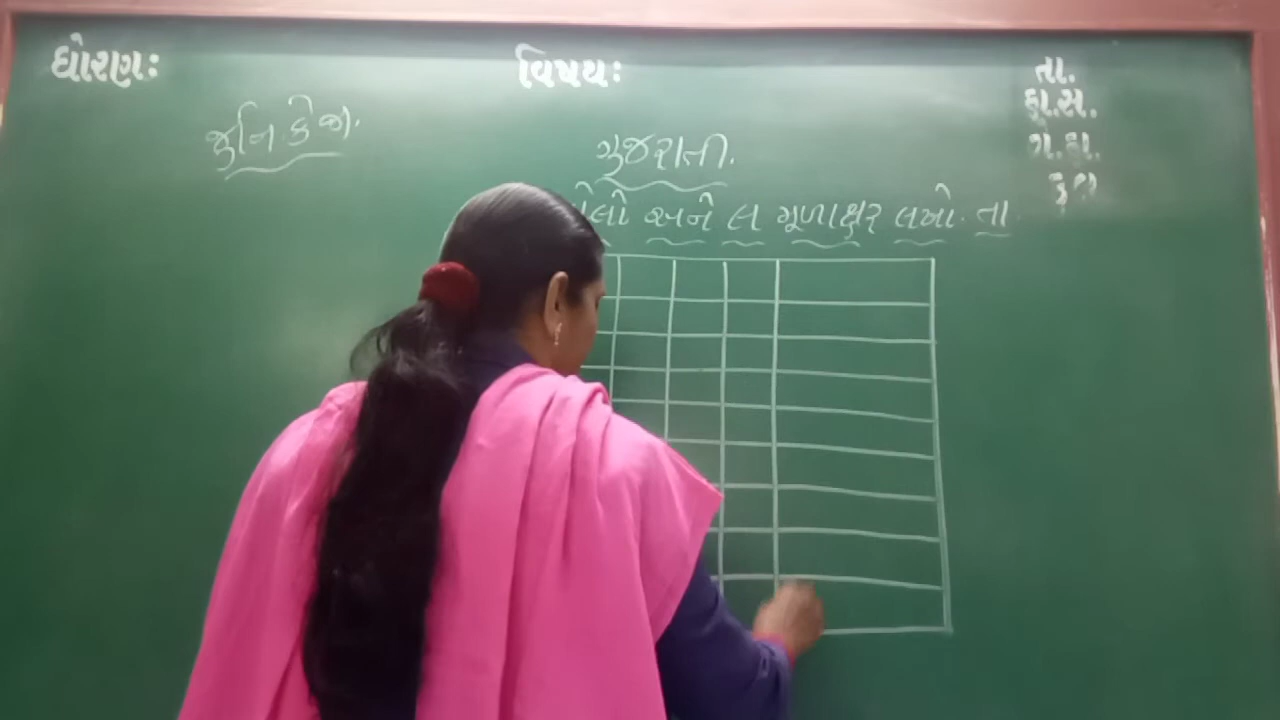 ધોરણઃ
વિષયઃ
તા.
હા.સ.
ગે.હા.
કુલ
જુનિ.કેજી.
ગુજરાતી.
અને લ મૂળાક્ષર લખો. તા